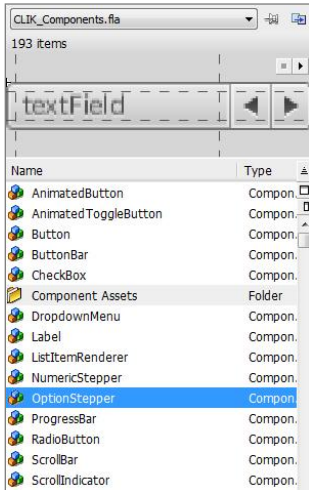 CLIK_Components.fla
193 items
textField
Name Type
AnimatedButton Compon.
AnimatedToggleButton Compon.
Button Compon.
ButtonBar Compon.
CheckBox Compon.
Component Assets Folder
DropdownMenu Compon.
Label Compon.
ListItemRenderer Compon.
NumericStepper Compon.
OptionStepper Compon.
ProgressBar Compon.
RadioButton Compon.
ScrollBar Compon.
ScrollIndicator Compon.